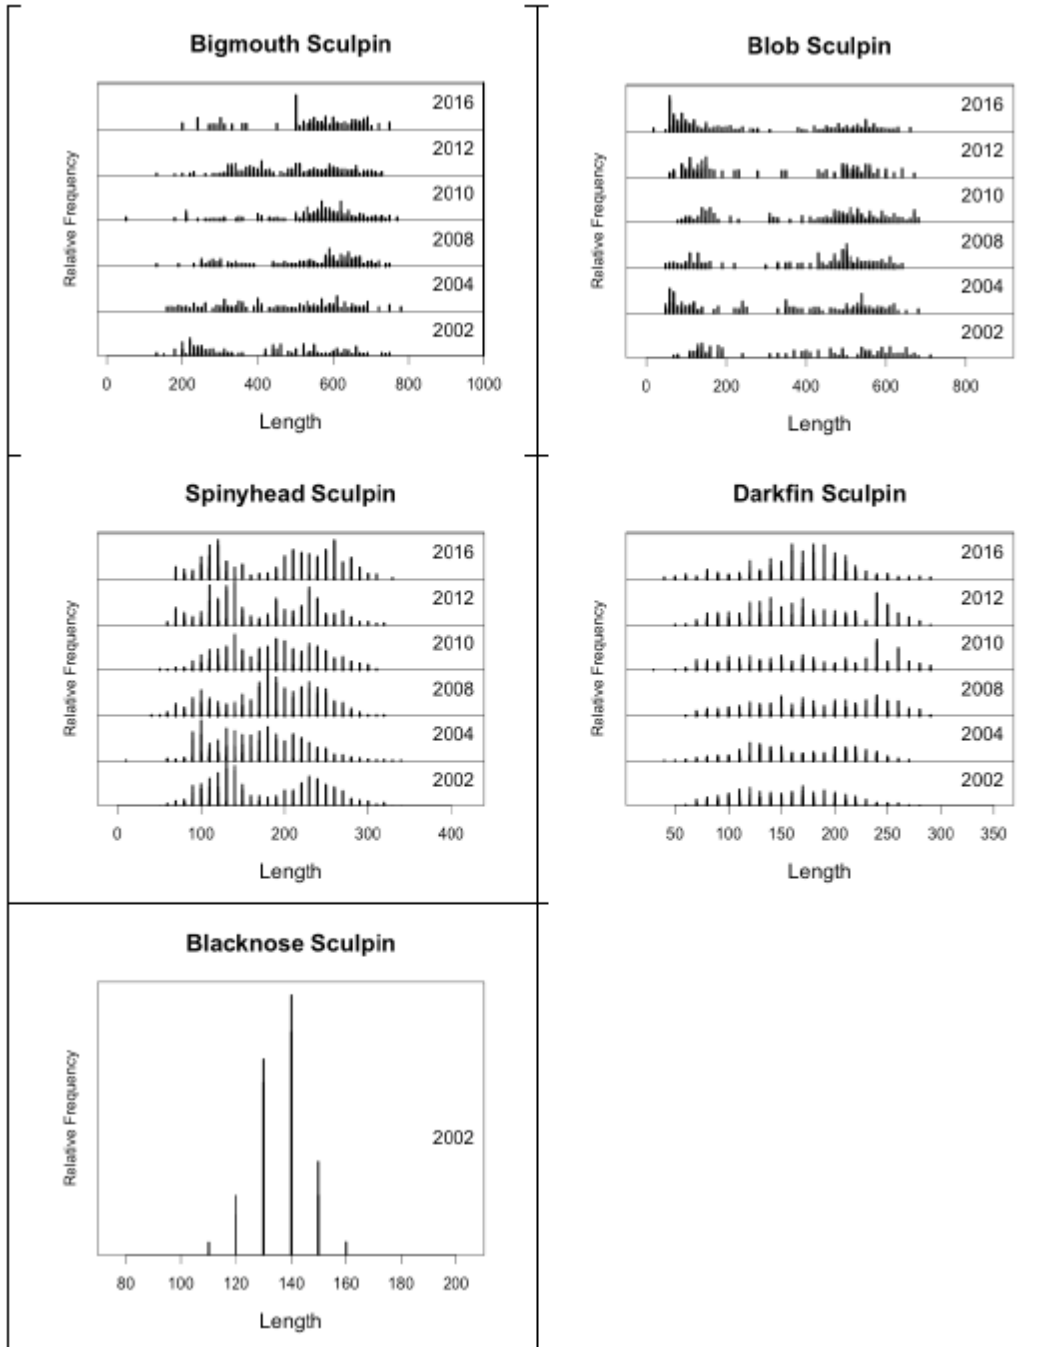 Bigmouth Sculpin
Relative Frequency
2016
2012
2010
2008
2004
2002
0 200 400 600 800 1000
Length
Blob Sculpin
Relative Frequency
2016
2012
2010
2008
2004
2002
0 200 400 600 800
Length
Spinyhead Sculpin
Relative Frequency
2016
2012
2010
2008
2004
2002
0 100 200 300 400
Length
Darkfin Sculpin
Relative Frequency
2016
2012
2010
2008
2004
2002
50 100 150 200 250 300 350
Length
Blacknose Sculpin
Relative Frequency
2002
80 100 120 140 160 180 200
Length